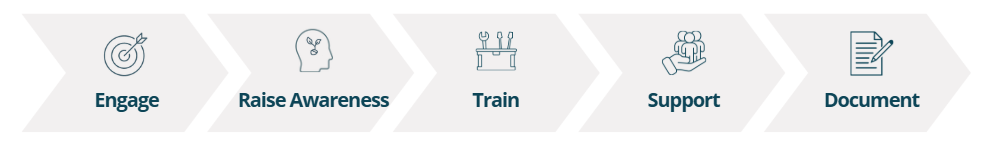 Engage
Raise Awareness
Train
Support
Document